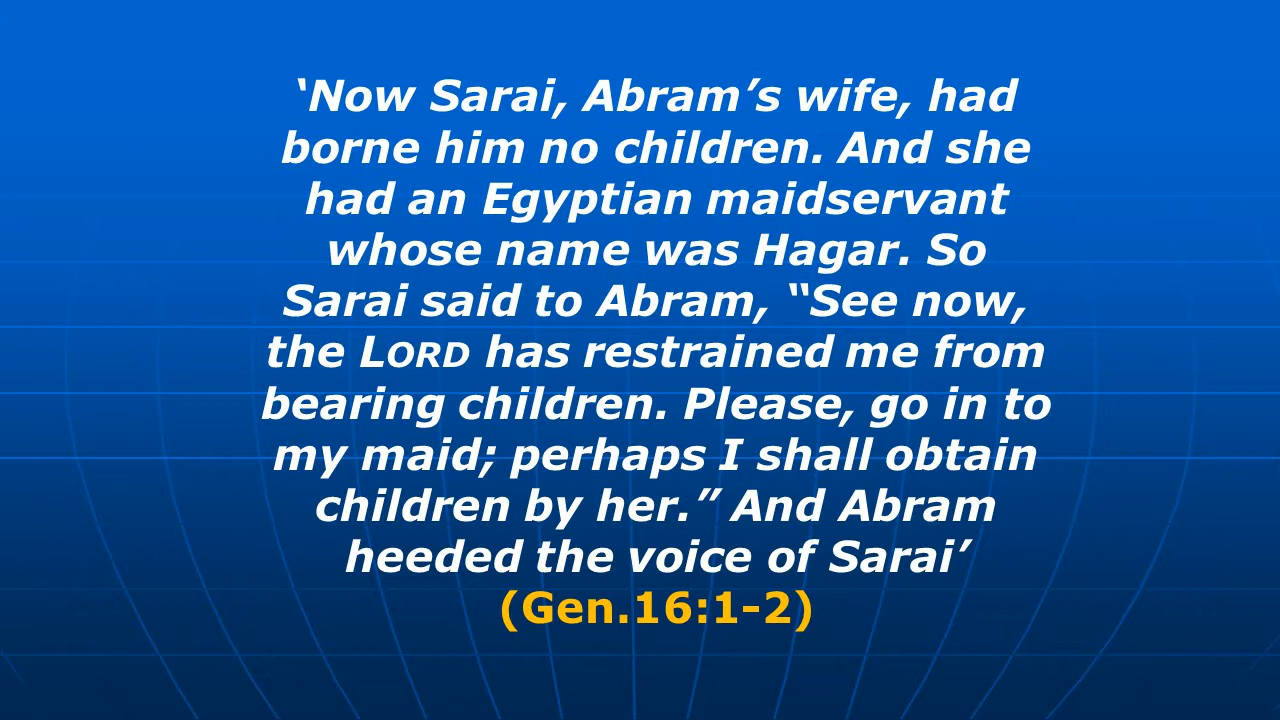 ‘Now Sarai, Abram’s wife, had
borne him no children. And she
had an Egyptian maidservant
whose name was Hagar. So
Sarai said to Abram, “See now,
the LORD has restrained me from
bearing children. Please, go in to
my maid; perhaps I shall obtain
children by her.” And Abram
heeded the voice of Sarai’
(Gen.16:1-2)